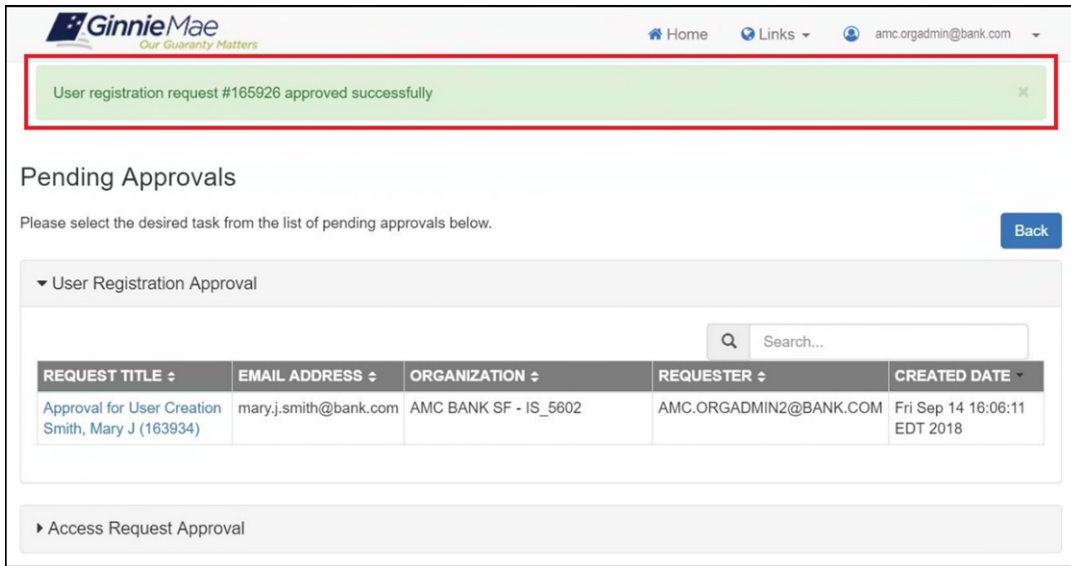 GinnieMae
Our Guaranty Matters
Home
Links
amc.orgadmin@bank.com
User registration request #165926 approved successfully
×
Pending Approvals
Please select the desired task from the list of pending approvals below.
Back
User Registration Approval
Search...
REQUEST TITLE EMAIL ADDRESS ORGANIZATION REQUESTER CREATED DATE
Approval for User Creation mary.j.smith@bank.com AMC BANK SF - IS_5602 AMC.ORGADMIN2@BANK.COM Fri Sep 14 16:06:11
Smith, Mary J (163934) EDT 2018
Access Request Approval